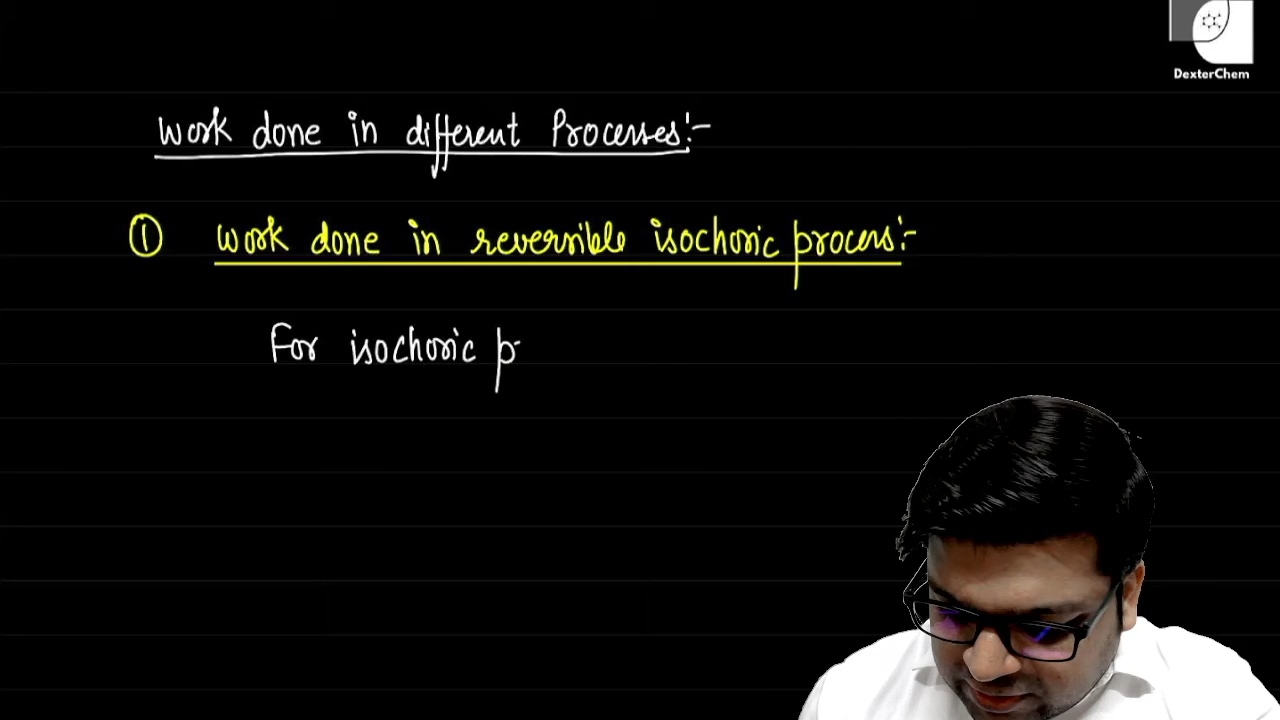 DexterChem
Work done in different Processes:-
① Work done in reversible isochoric process:-
For isochoric p